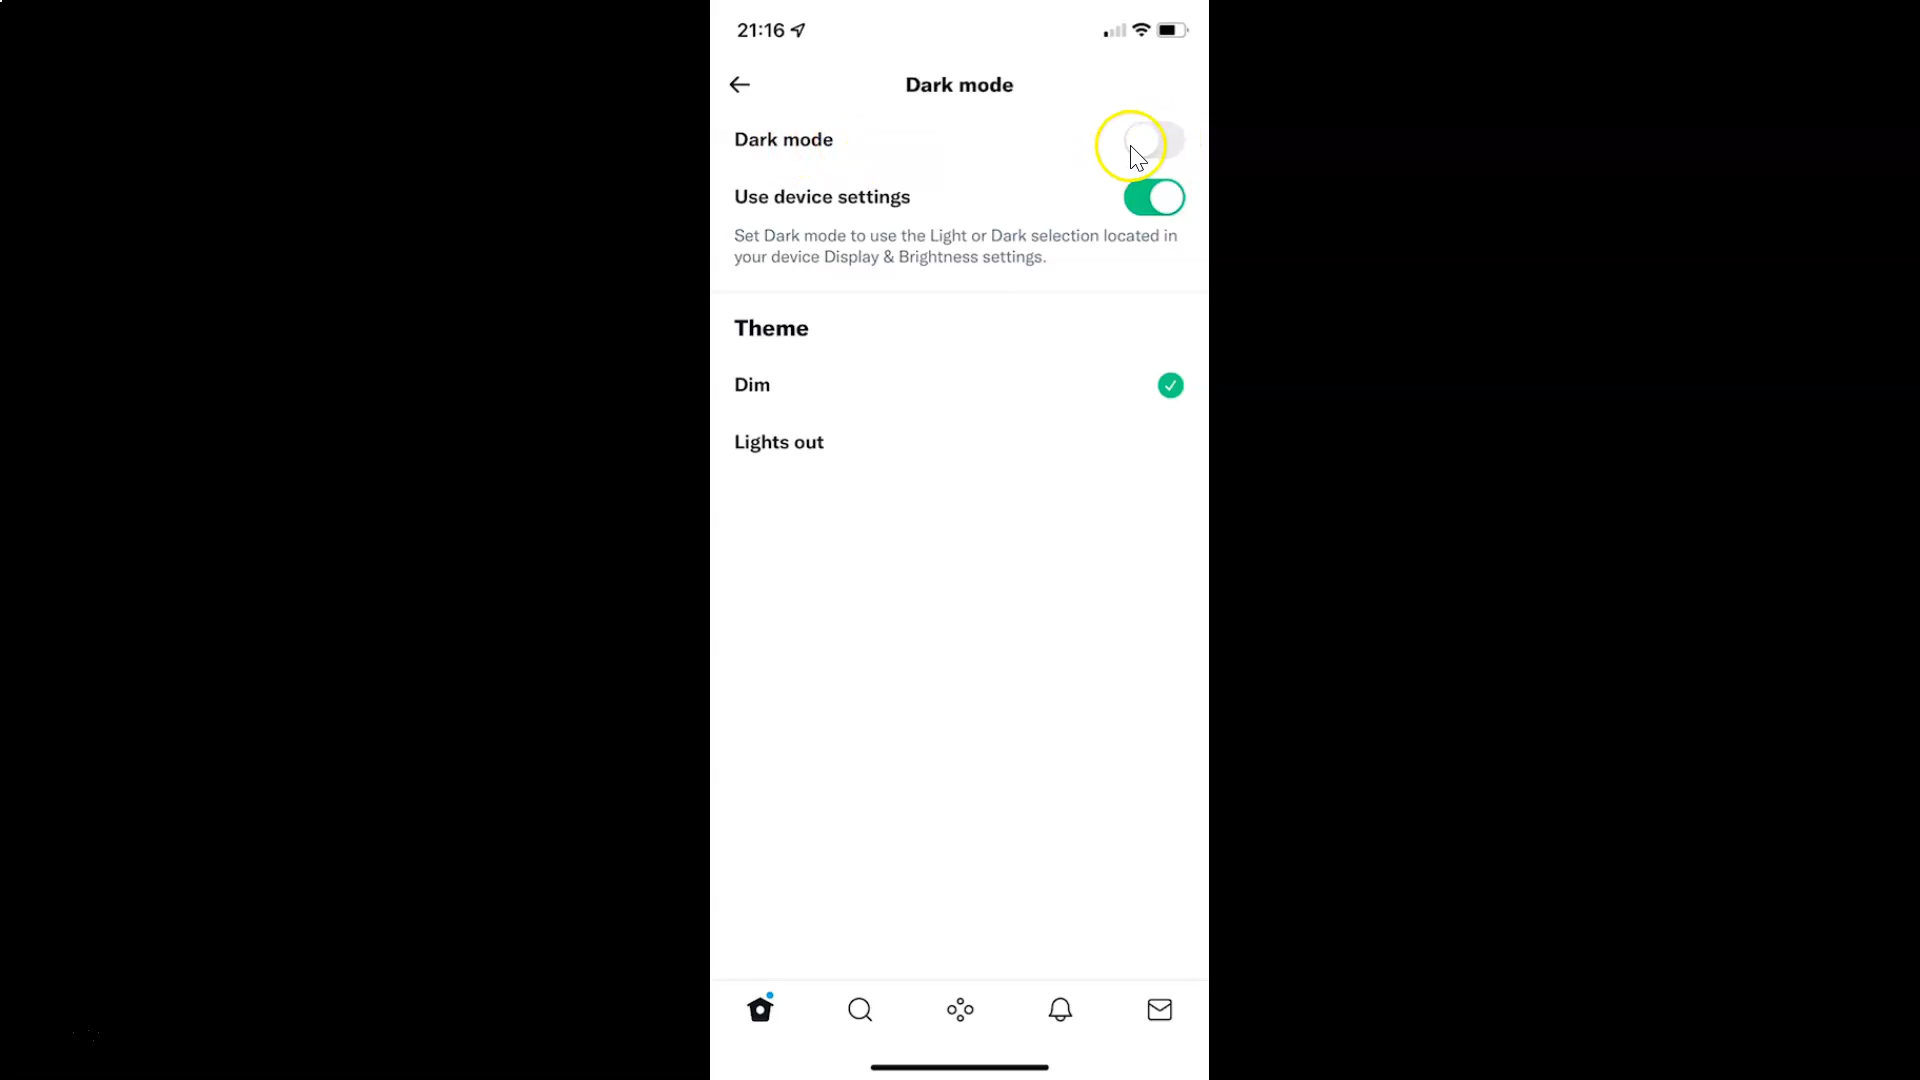 21:16
Dark mode
Dark mode
Use device settings
Set Dark mode to use the Light or Dark selection located in
your device Display & Brightness settings.
Theme
Dim
Lights out